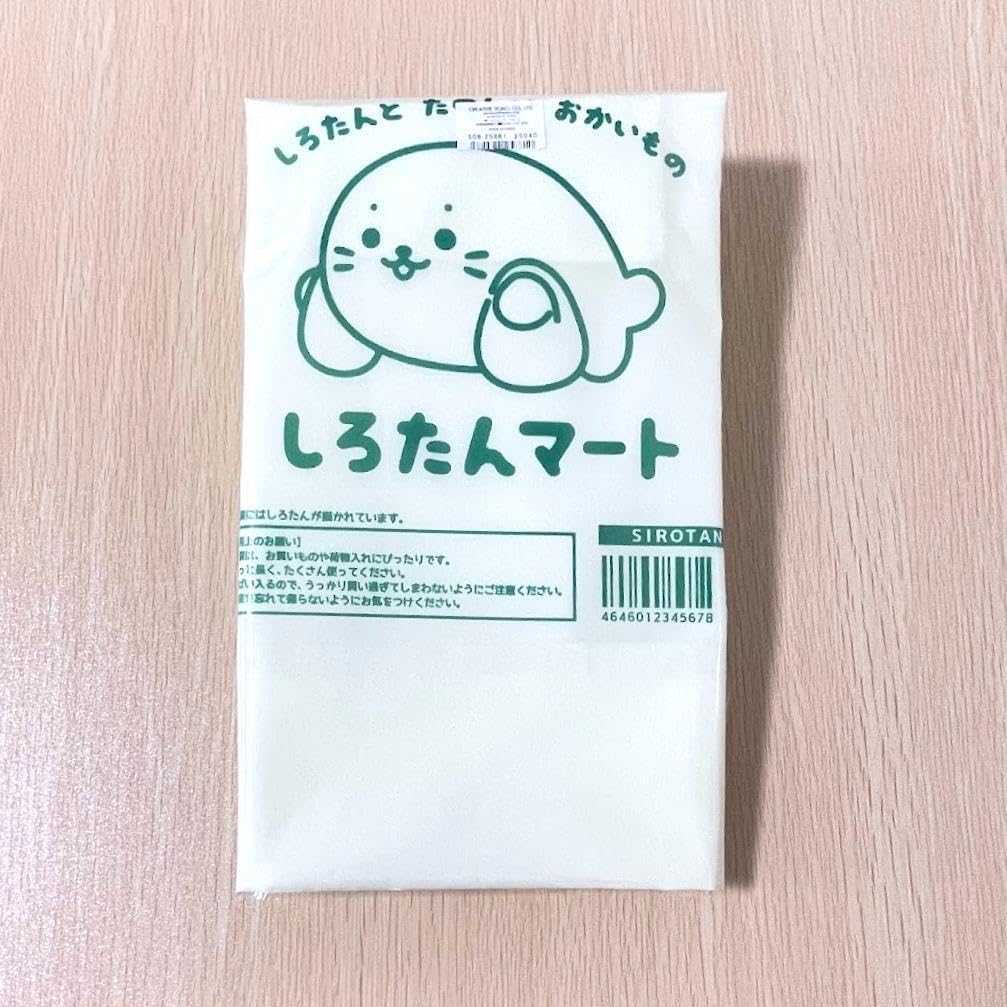 しろたんと た おかいもの
CREATIVE YOKO CO., LTD.
しろたんマート
にはしろたんが描かれています。
上のお願い】
は、お買いものや荷物入れにぴったりです。
に長く、たくさん使ってください。
ぱい入るので、うっかり買い過ぎてしまわないようにご注意ください。
忘れて帰らないようにお気をつけください。
SIROTAN
4646012345678